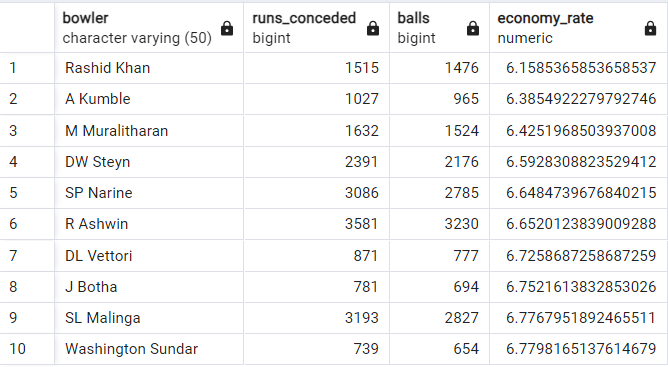 bowler runs_conceded balls economy_rate
character varying (50) bigint bigint numeric
1 Rashid Khan 1515 1476 6.1585365853658537
2 A Kumble 1027 965 6.3854922279792746
3 M Muralitharan 1632 1524 6.4251968503937008
4 DW Steyn 2391 2176 6.5928308823529412
5 SP Narine 3086 2785 6.6484739676840215
6 R Ashwin 3581 3230 6.6520123839009288
7 DL Vettori 871 777 6.7258687258687259
8 J Botha 781 694 6.7521613832853026
9 SL Malinga 3193 2827 6.7767951892465511
10 Washington Sundar 739 654 6.7798165137614679